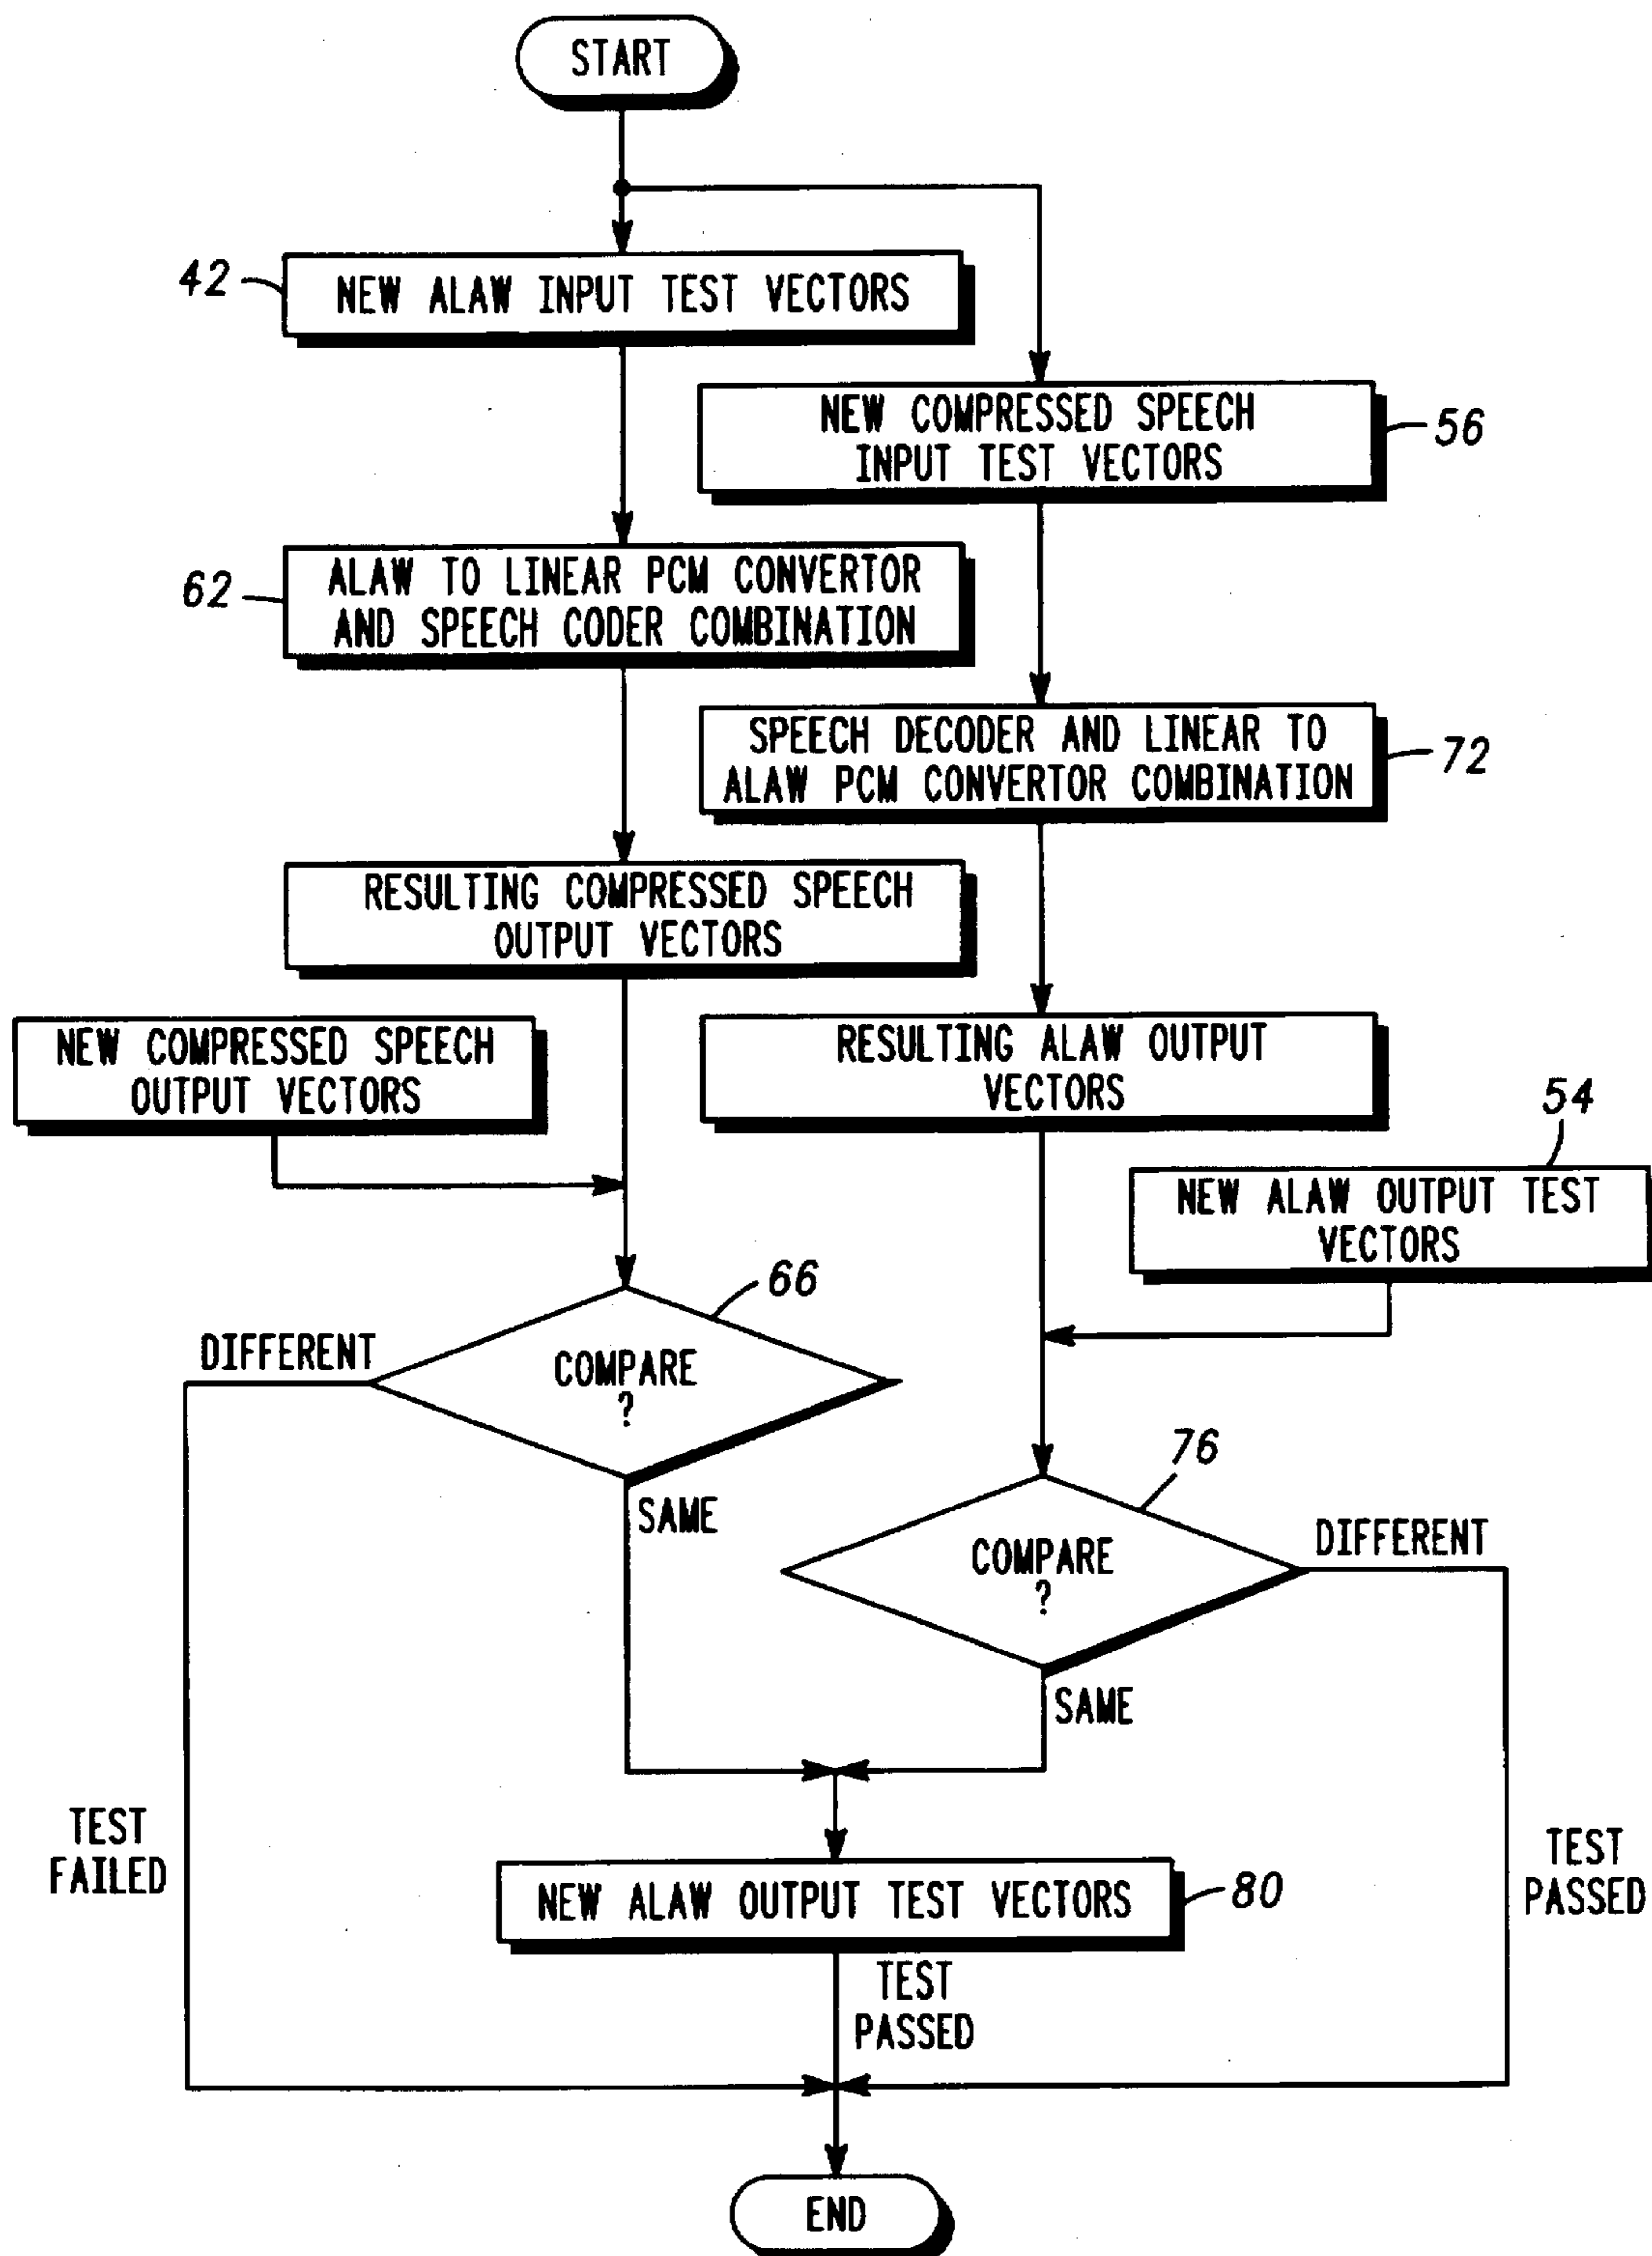 START
42
NEW ALAW INPUT TEST VECTORS
NEW COMPRESSED SPEECH
INPUT TEST VECTORS
56
62
ALAW TO LINEAR PCM CONVERTOR
AND SPEECH CODER COMBINATION
SPEECH DECODER AND LINEAR TO
ALAW PCM CONVERTOR COMBINATION
72
RESULTING COMPRESSED SPEECH
OUTPUT VECTORS
NEW COMPRESSED SPEECH
OUTPUT VECTORS
RESULTING ALAW OUTPUT
VECTORS
54
NEW ALAW OUTPUT TEST
VECTORS
66
DIFFERENT
COMPARE
?
SAME
76
COMPARE
?
DIFFERENT
SAME
TEST
FAILED
TEST
PASSED
NEW ALAW OUTPUT TEST VECTORS
80
TEST
PASSED
END